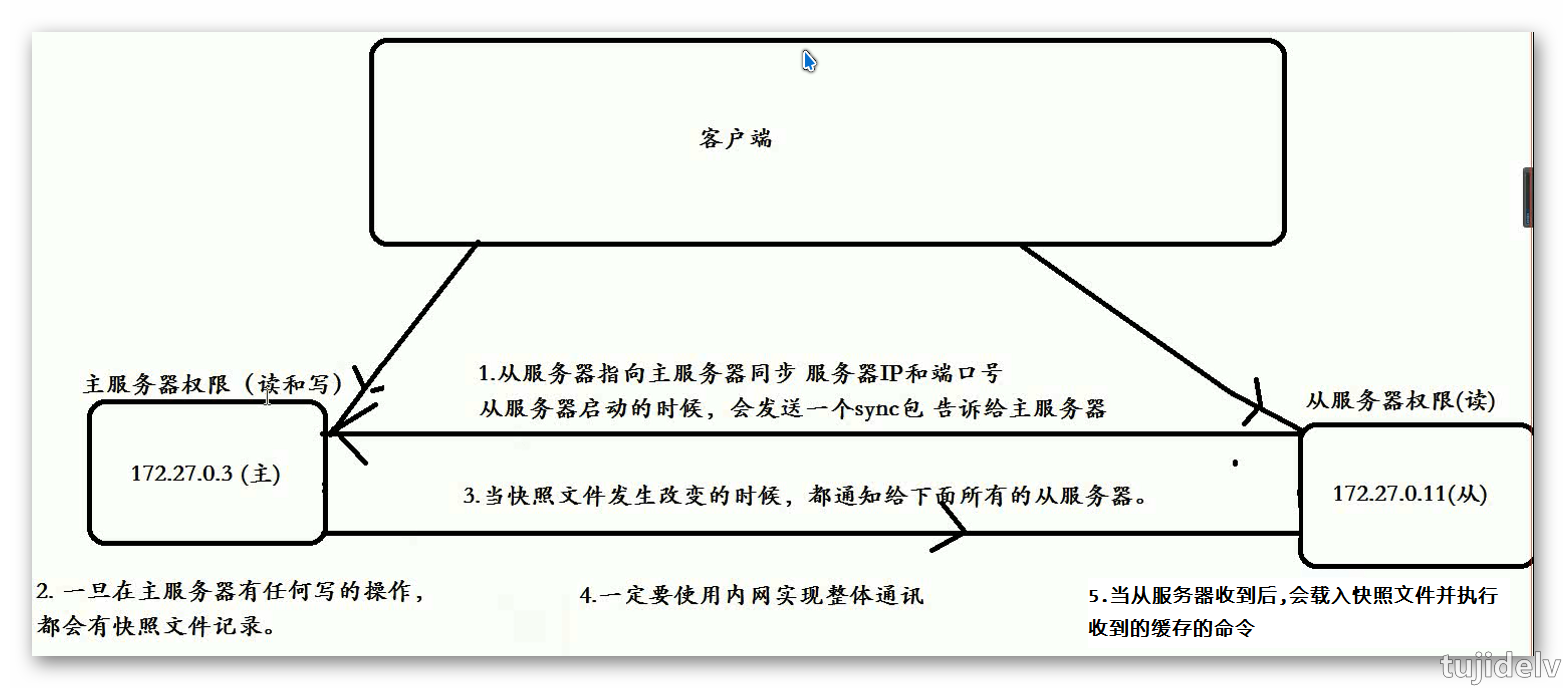 客户端
1.从服务器指向主服务器同步 服务器IP和端口号
从服务器启动的时候，会发送一个sync包 告诉给主服务器
主服务器权限（读和写）
从服务器权限(读)
172.27.0.3 (主)
172.27.0.11(从)
3.当快照文件发生改变的时候，都通知给下面所有的从服务器。
2. 一旦在主服务器有任何写的操作，
都会有快照文件记录。
4.一定要使用内网实现整体通讯
5.当从服务器收到后,会载入快照文件并执行
收到的缓存的命令
tujidelv